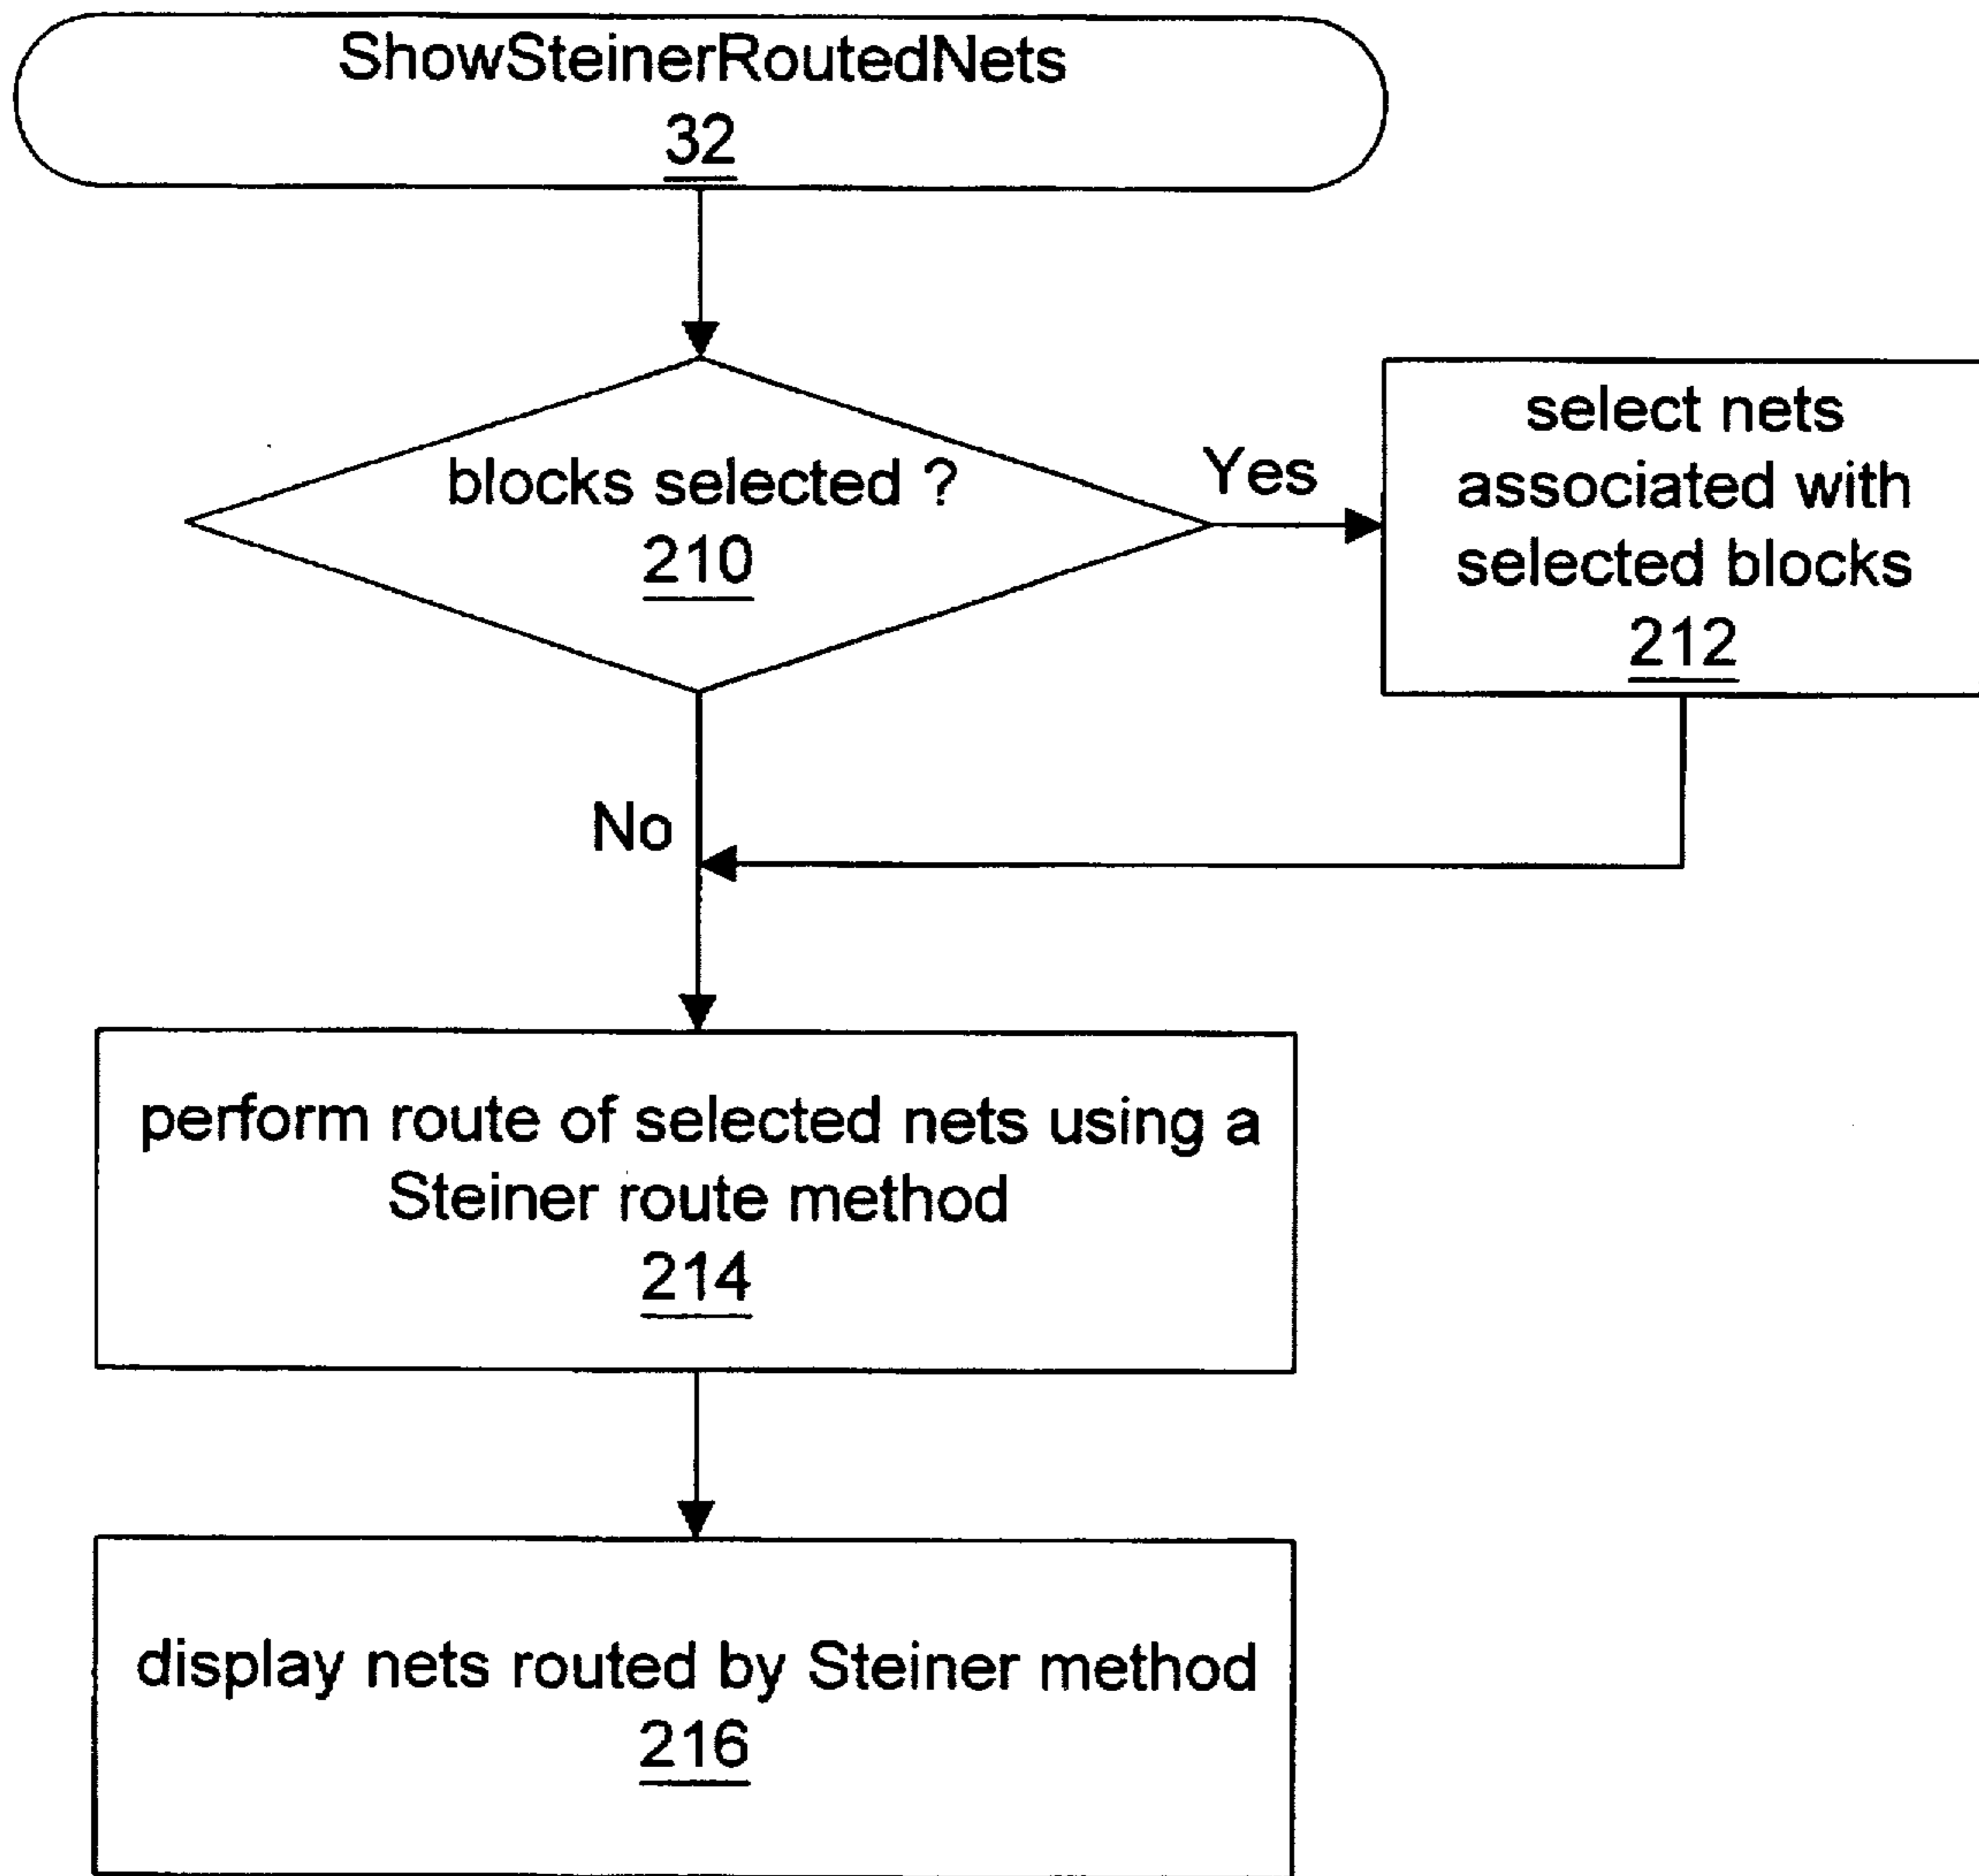 ShowSteinerRoutedNets
32
blocks selected ?
210
Yes
select nets
associated with
selected blocks
212
No
perform route of selected nets using a
Steiner route method
214
display nets routed by Steiner method
216